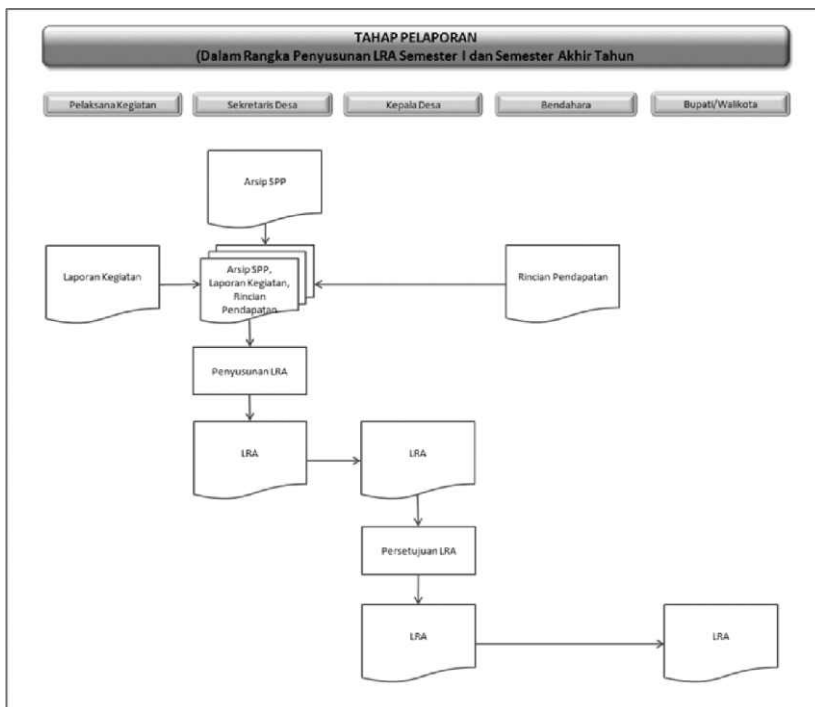 TAHAP PELAPORAN
(Dalam Rangka Penyusunan LRA Semester I dan Semester Akhir Tahun
Pelaksana Kegiatan
Sekretaris Desa
Kepala Desa
Bendahara
Bupati/Walikota
Arsip SPP
Laporan Kegiatan
Arsip SPP,
Laporan Kegiatan,
Rincian
Pendapatan
Rincian Pendapatan
Penyusunan LRA
LRA
LRA
Persetujuan LRA
LRA
LRA